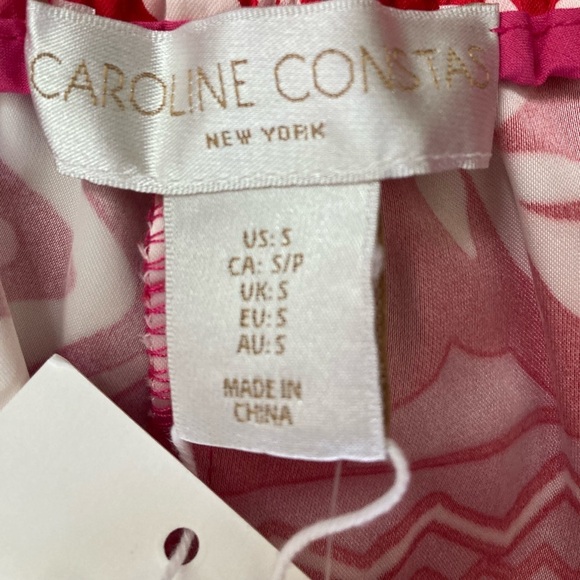 CAROLINE CONSTAS
NEW YORK
US: S
CA: S/P
UK: S
EU: S
AU: S
MADE IN
CHINA